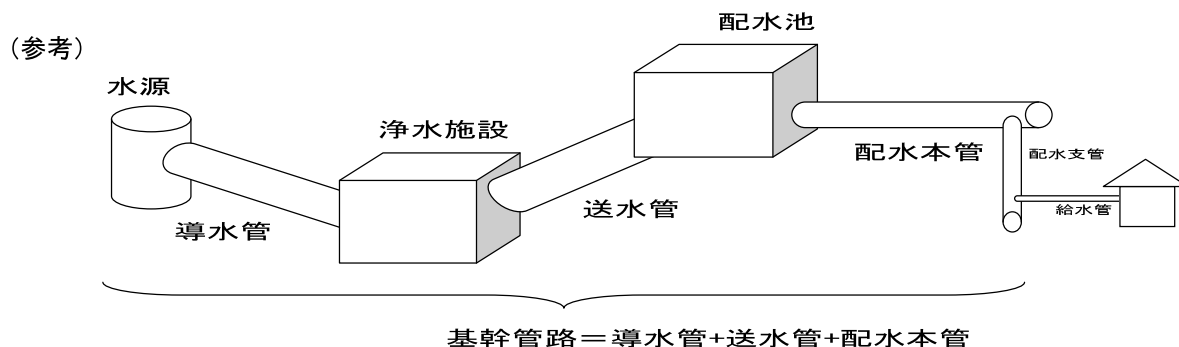 (参考)
水源
導水管
浄水施設
送水管
配水池
配水本管
配水支管
給水管
基幹管路＝導水管+送水管+配水本管